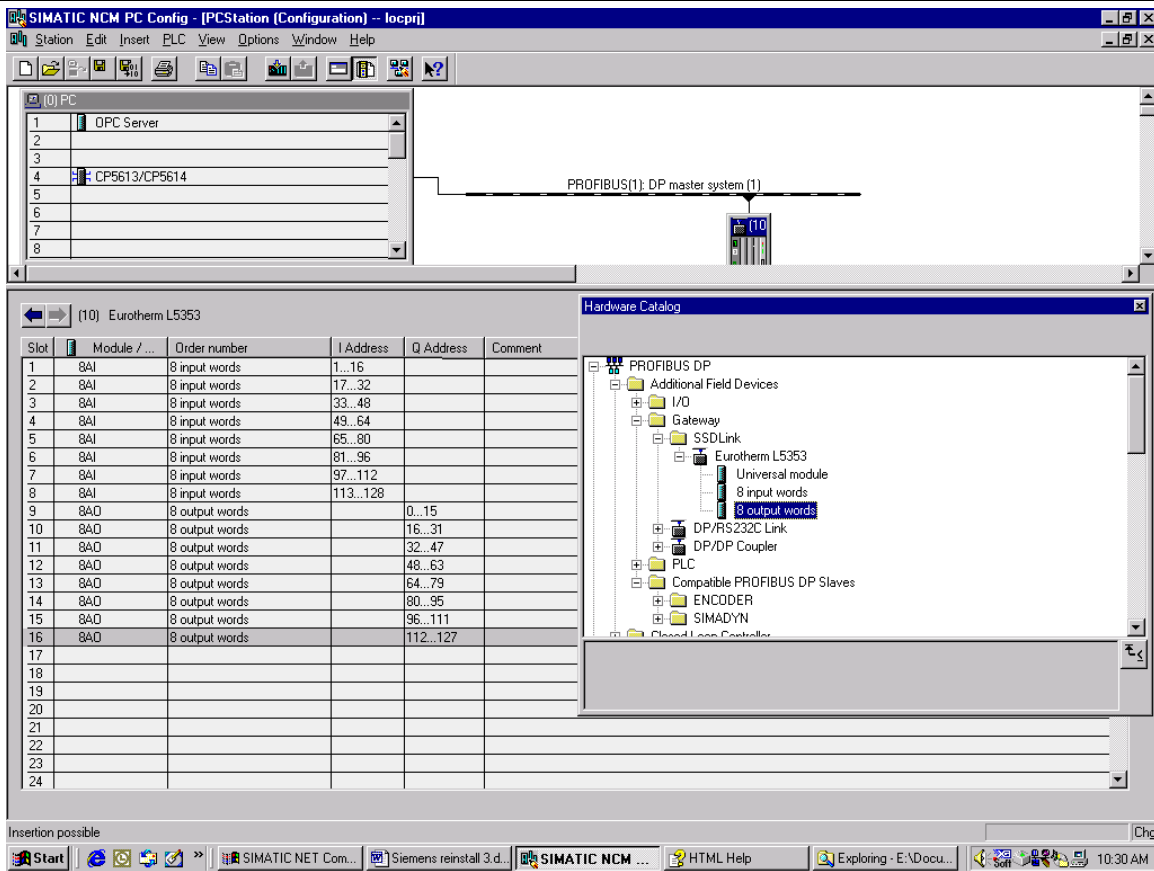 SIMATIC NCM PC Config - [PCStation (Configuration) -- locprj]
Station Edit Insert PLC View Options Window Help
(0) PC
1 OPC Server
2
3
4 CP5613/CP5614
5
6
7
8
PROFIBUS(1): DP master system (1)
(10
(10) Eurotherm L5353
Slot Module / ... Order number I Address Q Address Comment
1 8AI 8 input words 1...16
2 8AI 8 input words 17...32
3 8AI 8 input words 33...48
4 8AI 8 input words 49...64
5 8AI 8 input words 65...80
6 8AI 8 input words 81...96
7 8AI 8 input words 97...112
8 8AI 8 input words 113...128
9 8AO 8 output words 0...15
10 8AO 8 output words 16...31
11 8AO 8 output words 32...47
12 8AO 8 output words 48...63
13 8AO 8 output words 64...79
14 8AO 8 output words 80...95
15 8AO 8 output words 96...111
16 8AO 8 output words 112...127
17
18
19
20
21
22
23
24
Hardware Catalog
PROFIBUS DP
Additional Field Devices
I/O
Gateway
SSDLink
Eurotherm L5353
Universal module
8 input words
8 output words
DP/RS232C Link
DP/DP Coupler
PLC
Compatible PROFIBUS DP Slaves
ENCODER
SIMADYN
Closed Loop Controller
Insertion possible
Chg
Start
»
SIMATIC NET Com...
Siemens reinstall 3.d...
SIMATIC NCM ...
HTML Help
Exploring - E:\Docu...
Soft
10:30 AM